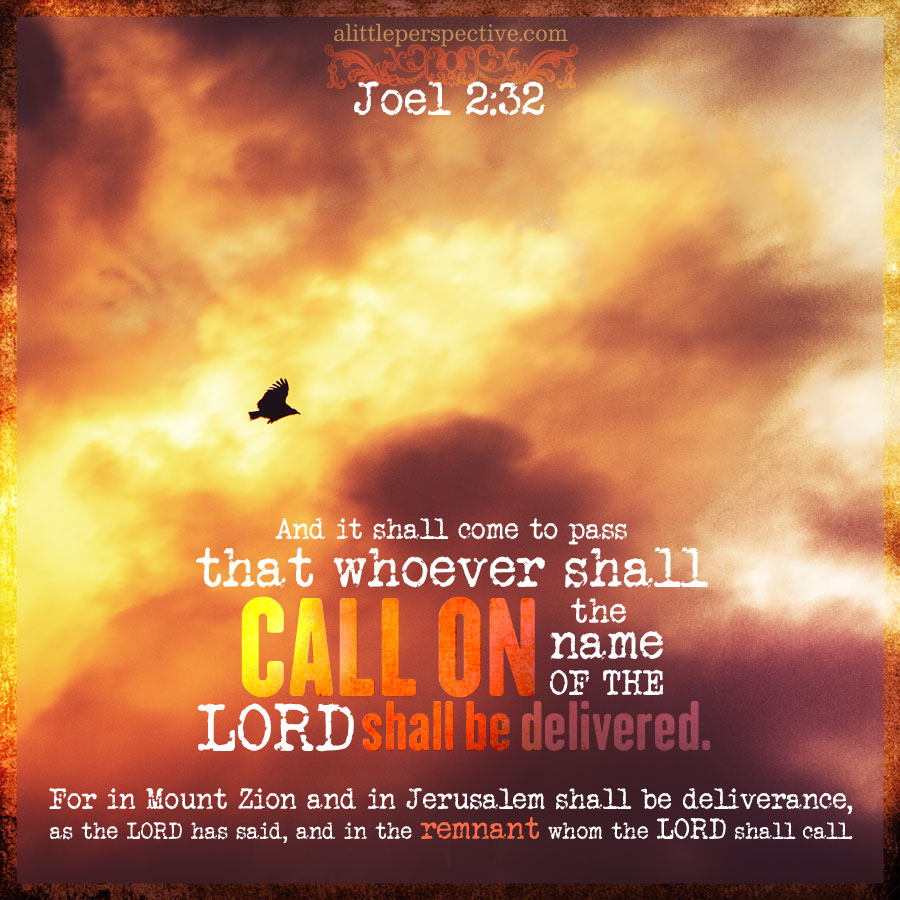 alittleperspective.com
Joel 2:32
And it shall come to pass
that whoever shall
CALL ON the name OF THE
LORD shall be delivered.
For in Mount Zion and in Jerusalem shall be deliverance,
as the LORD has said, and in the remnant whom the LORD shall call